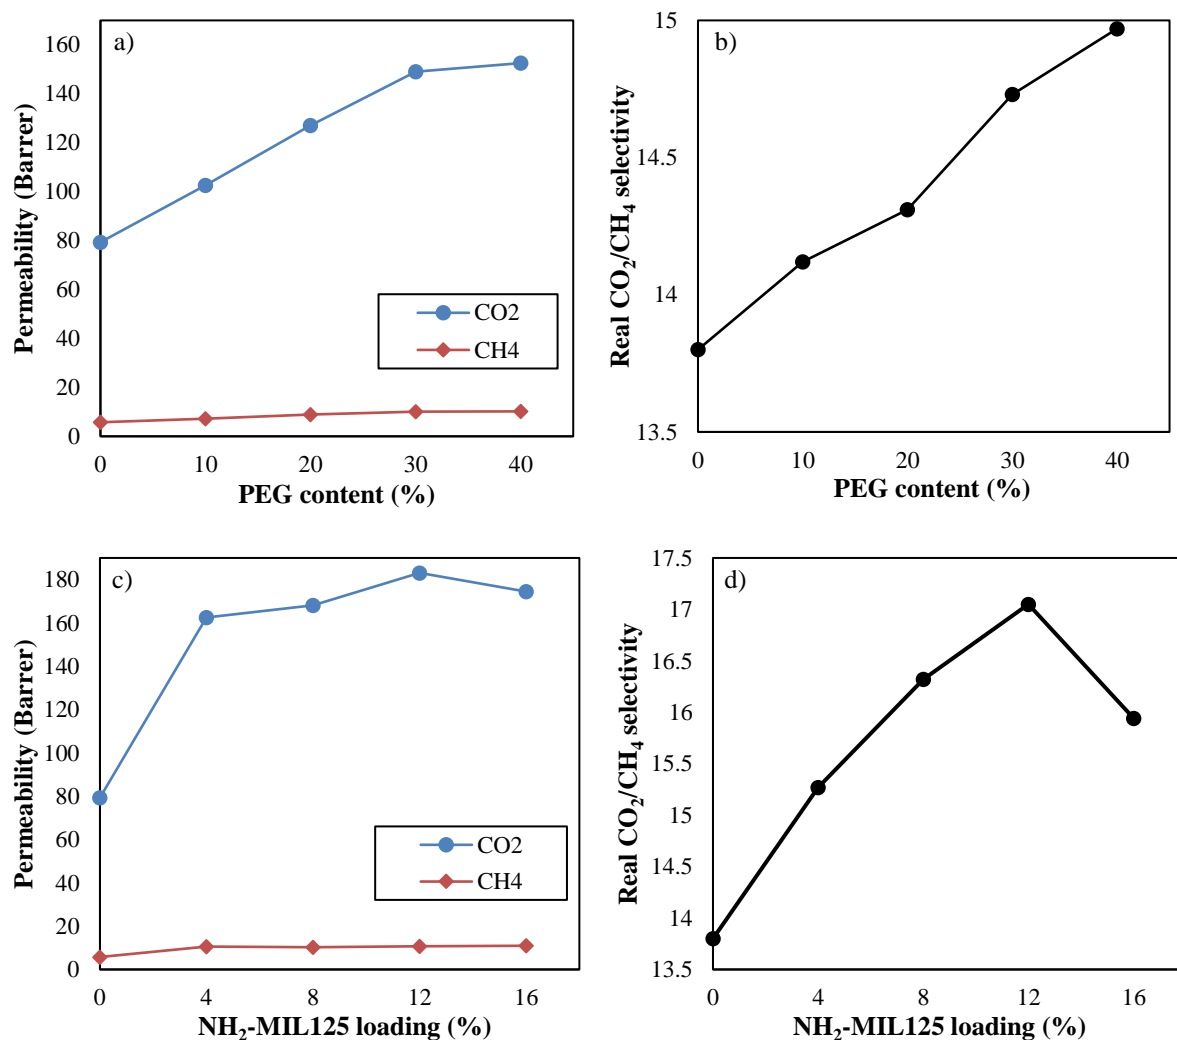 a)
160
140
120
100
80
60
40
20
0
Permeability (Barrer)
CO2
CH4
0 10 20 30 40
PEG content (%)
b)
15
14.5
14
13.5
Real CO₂/CH₄ selectivity
0 10 20 30 40
PEG content (%)
c)
180
160
140
120
100
80
60
40
20
0
Permeability (Barrer)
CO2
CH4
0 4 8 12 16
NH₂-MIL125 loading (%)
d)
17.5
17
16.5
16
15.5
15
14.5
14
13.5
Real CO₂/CH₄ selectivity
0 4 8 12 16
NH₂-MIL125 loading (%)